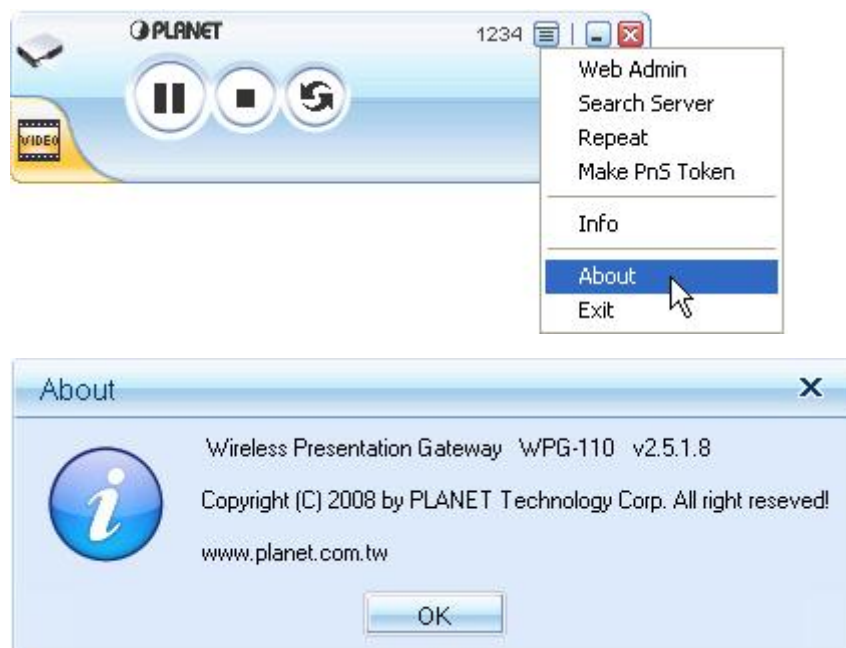 PLANET 1234
VIDEO
Web Admin
Search Server
Repeat
Make PnS Token
Info
About
Exit
About
Wireless Presentation Gateway WPG-110 v2.5.1.8
Copyright (C) 2008 by PLANET Technology Corp. All right reseved!
www.planet.com.tw
OK